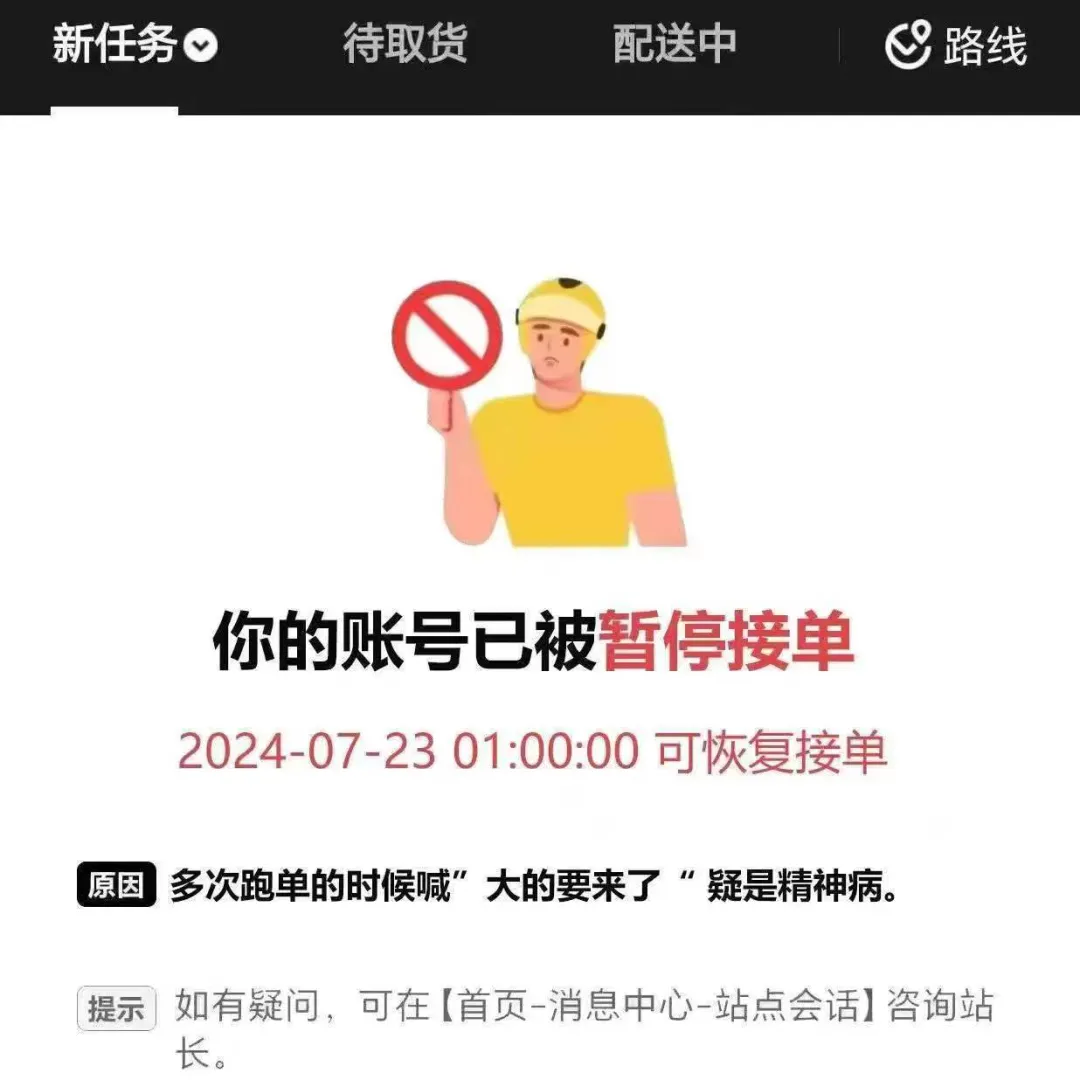 新任务
待取货
配送中
路线
你的账号已被暂停接单
2024-07-23 01:00:00 可恢复接单
原因 多次跑单的时候喊”大的要来了“疑是精神病。
提示 如有疑问，可在【首页-消息中心-站点会话】咨询站
长。